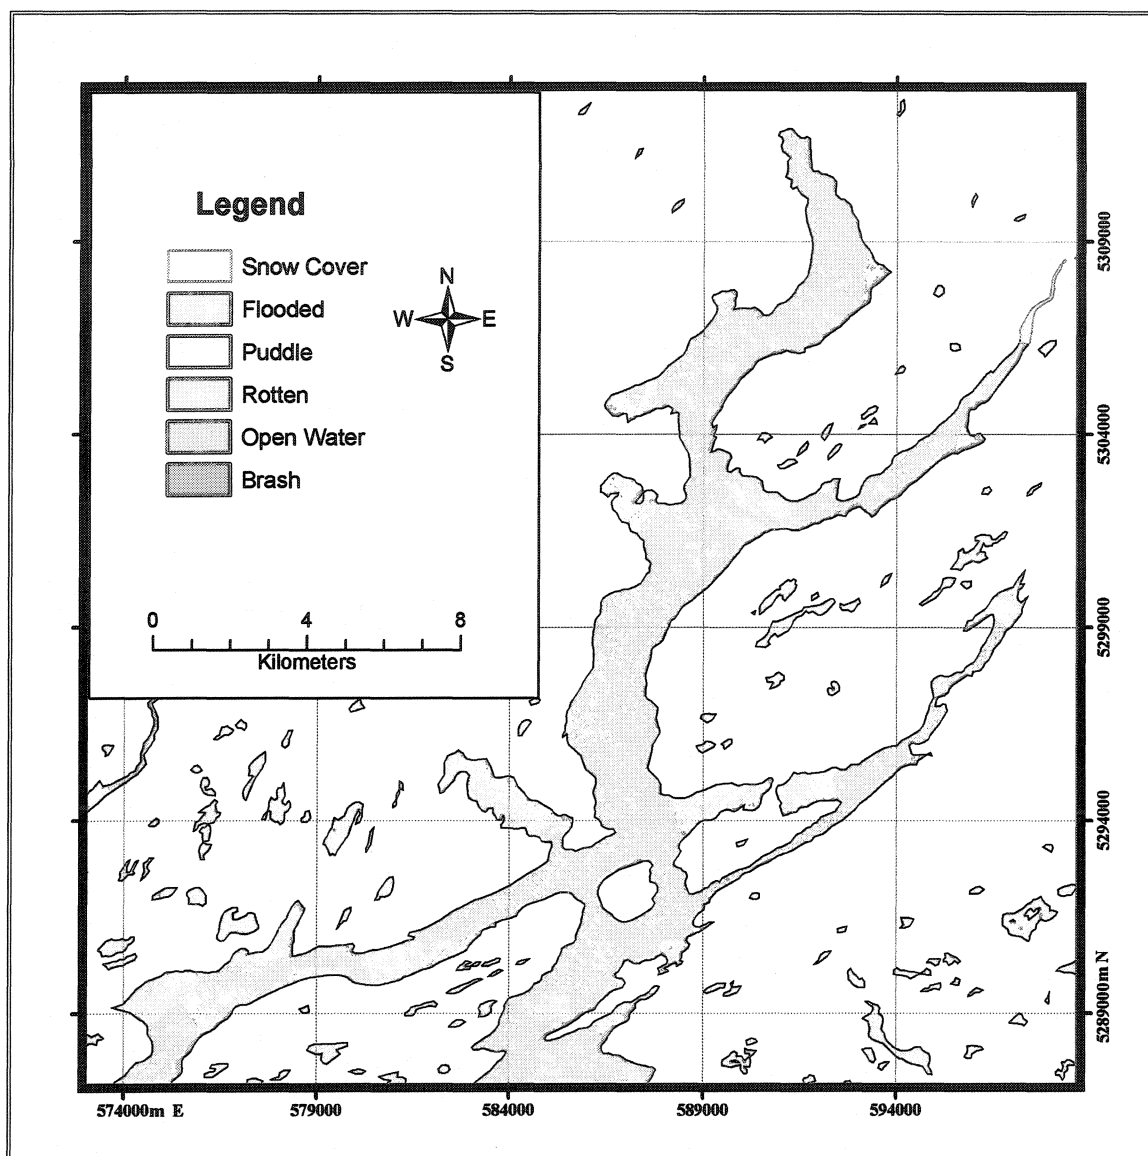 Legend
Snow Cover
Flooded
Puddle
Rotten
Open Water
Brash
N
W E
S
0 4 8
Kilometers
5309000
5304000
5299000
5294000
5289000m N
574000m E 579000 584000 589000 594000